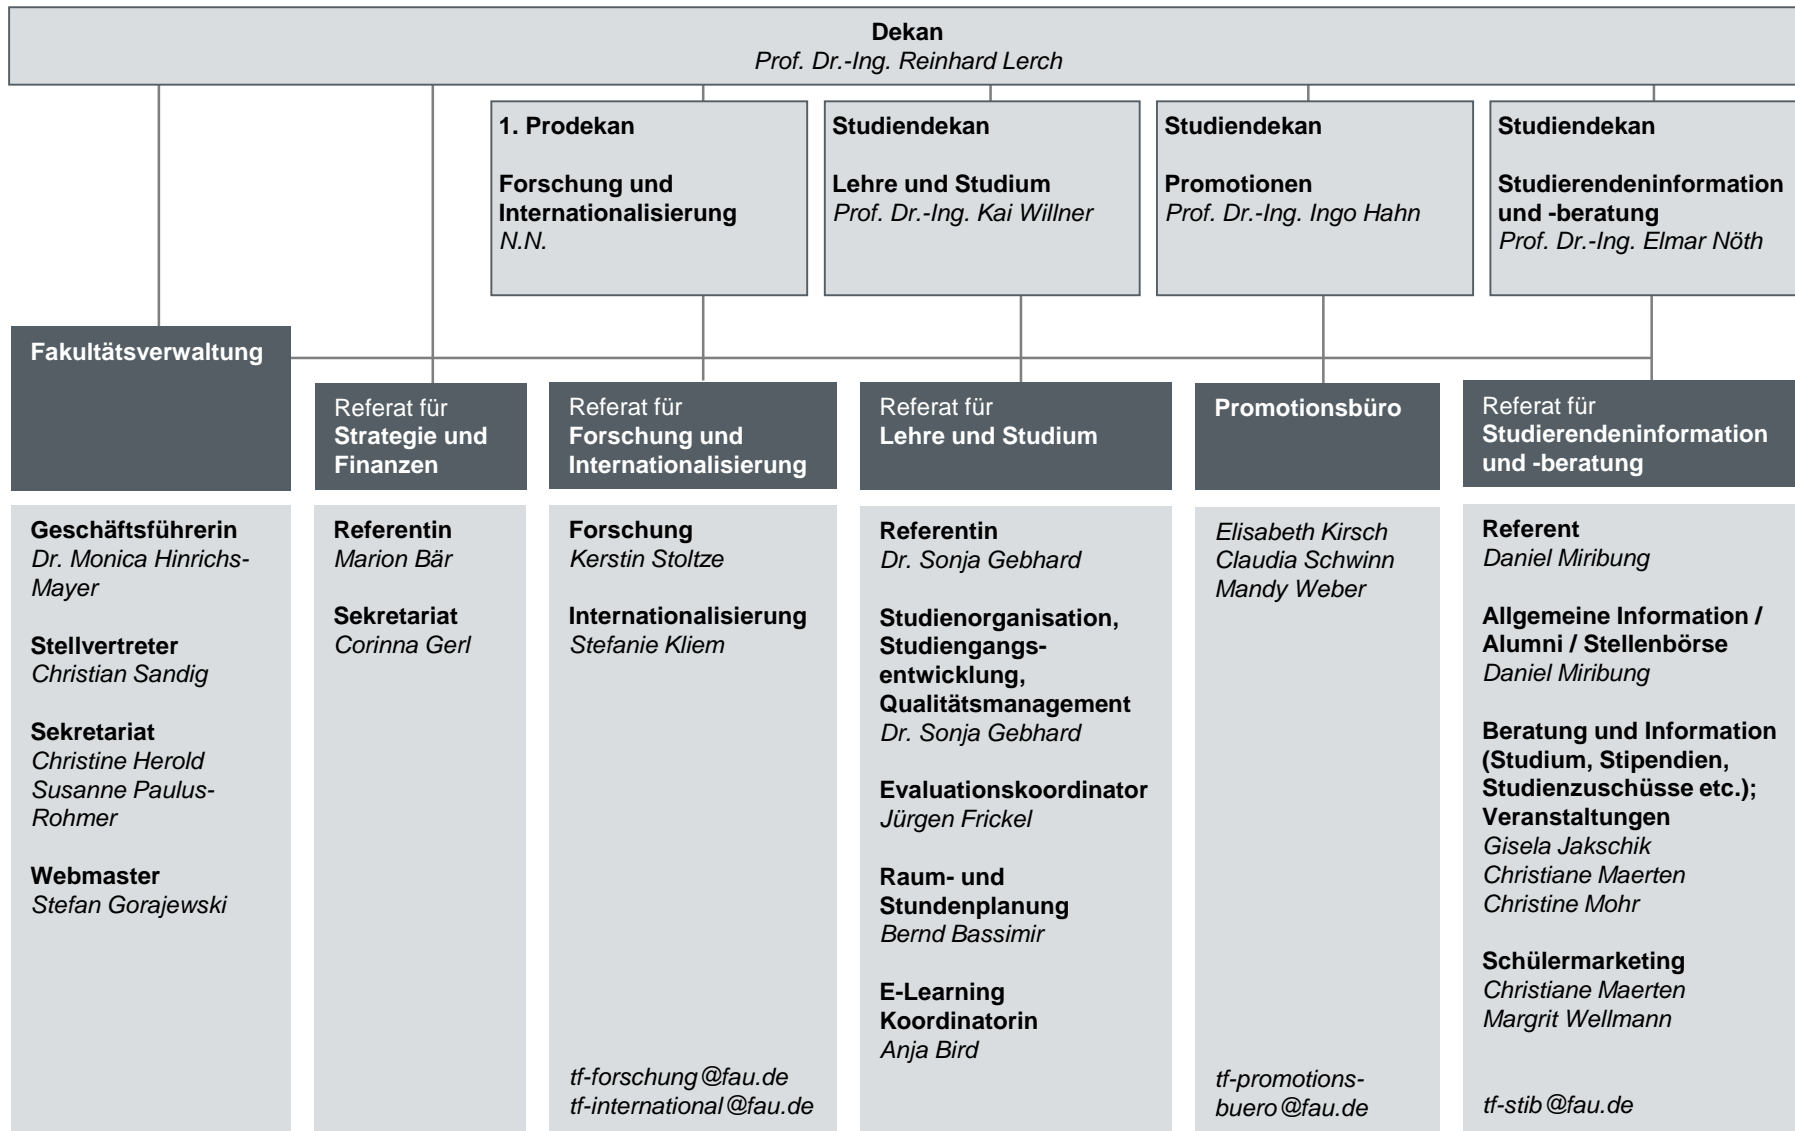 Dekan
Prof. Dr.-Ing. Reinhard Lerch
1. Prodekan
Forschung und
Internationalisierung
N.N.
Studiendekan
Lehre und Studium
Prof. Dr.-Ing. Kai Willner
Studiendekan
Promotionen
Prof. Dr.-Ing. Ingo Hahn
Studiendekan
Studierendeninformation
und -beratung
Prof. Dr.-Ing. Elmar Nöth
Fakultätsverwaltung
Geschäftsführerin
Dr. Monica Hinrichs-
Mayer
Stellvertreter
Christian Sandig
Sekretariat
Christine Herold
Susanne Paulus-
Rohmer
Webmaster
Stefan Gorajewski
Referat für
Strategie und
Finanzen
Referentin
Marion Bär
Sekretariat
Corinna Gerl
Referat für
Forschung und
Internationalisierung
Forschung
Kerstin Stoltze
Internationalisierung
Stefanie Kliem
tf-forschung@fau.de
tf-international@fau.de
Referat für
Lehre und Studium
Referentin
Dr. Sonja Gebhard
Studienorganisation,
Studiengangs-
entwicklung,
Qualitätsmanagement
Dr. Sonja Gebhard
Evaluationskoordinator
Jürgen Frickel
Raum- und
Stundenplanung
Bernd Bassimir
E-Learning
Koordinatorin
Anja Bird
Promotionsbüro
Elisabeth Kirsch
Claudia Schwinn
Mandy Weber
tf-promotions-
buero@fau.de
Referat für
Studierendeninformation
und -beratung
Referent
Daniel Miribung
Allgemeine Information /
Alumni / Stellenbörse
Daniel Miribung
Beratung und Information
(Studium, Stipendien,
Studienzuschüsse etc.);
Veranstaltungen
Gisela Jakschik
Christiane Maerten
Christine Mohr
Schülermarketing
Christiane Maerten
Margrit Wellmann
tf-stib@fau.de